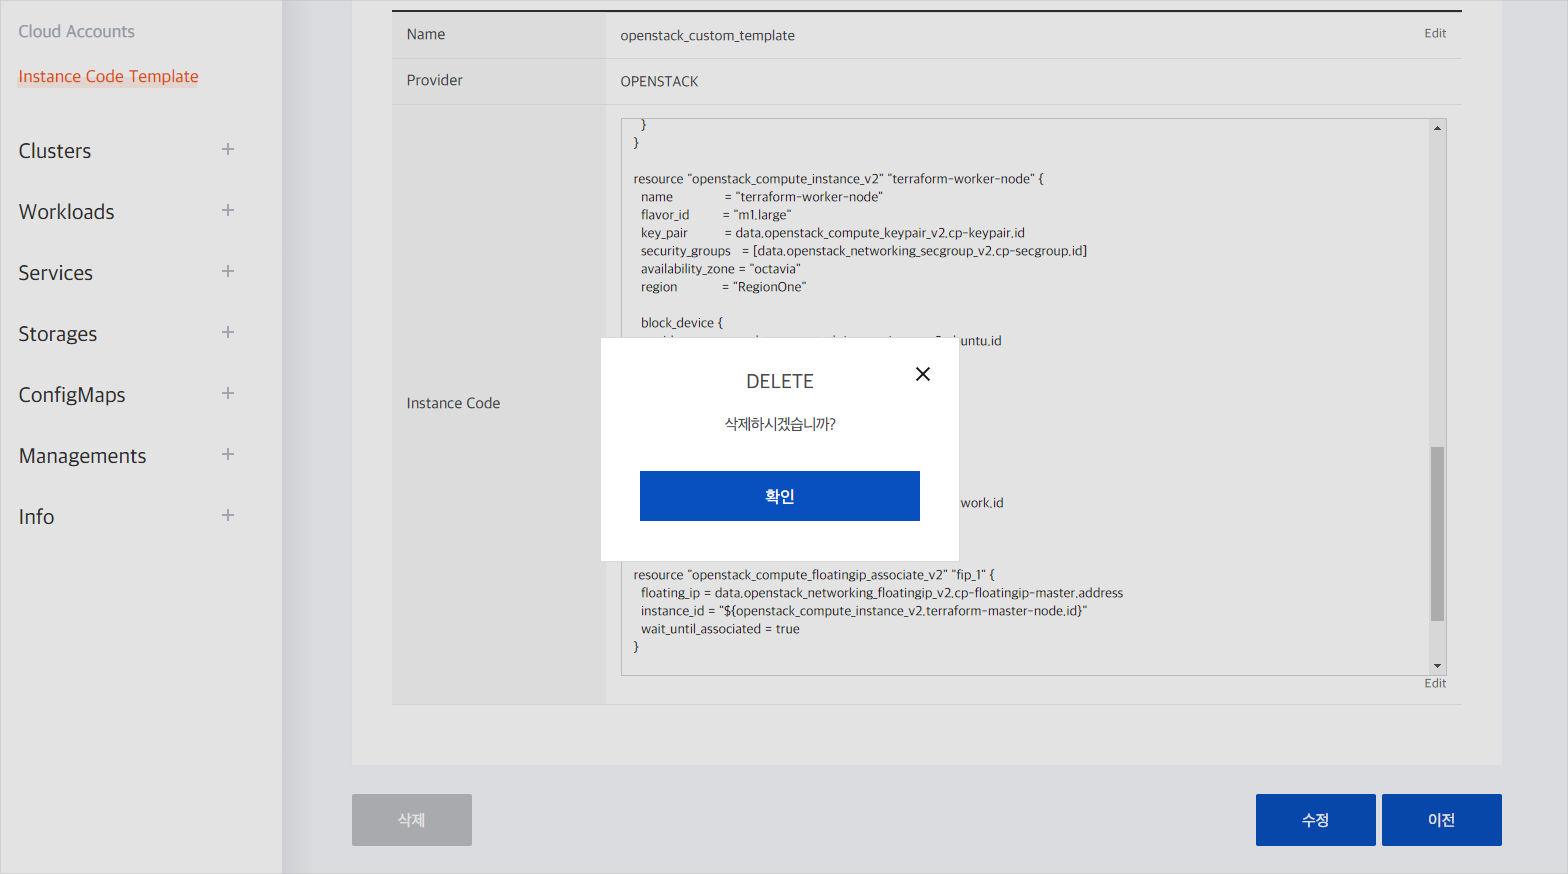 Cloud Accounts
Instance Code Template
Clusters
Workloads
Services
Storages
ConfigMaps
Managements
Info
Name
openstack_custom_template
Edit
Provider
OPENSTACK
Instance Code
}
}
resource "openstack_compute_instance_v2" "terraform-worker-node" {
name = "terraform-worker-node"
flavor_id = "m1.large"
key_pair = data.openstack_compute_keypair_v2.cp-keypair.id
security_groups = [data.openstack_networking_secgroup_v2.cp-secgroup.id]
availability_zone = "octavia"
region = "RegionOne"
block_device {
untu.id
work.id
resource "openstack_compute_floatingip_associate_v2" "fip_1" {
floating_ip = data.openstack_networking_floatingip_v2.cp-floatingip-master.address
instance_id = "${openstack_compute_instance_v2.terraform-master-node.id}"
wait_until_associated = true
}
Edit
DELETE
삭제하시겠습니까?
확인
삭제
수정
이전